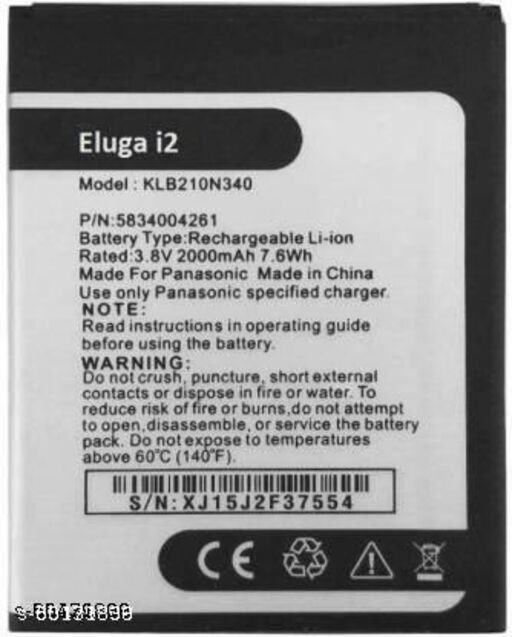 Eluga i2
Model : KLB210N340
P/N:5834004261
Battery Type:Rechargeable Li-ion
Rated:3.8V 2000mAh 7.6Wh
Made For Panasonic Made in China
Use only Panasonic specified charger.
NOTE:
Read instructions in operating guide
before using the battery.
WARNING:
Do not crush, puncture, short external
contacts or dispose in fire or water. To
reduce risk of fire or burns,do not attempt
to open,disassemble, or service the battery
pack. Do not expose to temperatures
above 60°C (140°F).
S/N:XJ15J2F37554
CE